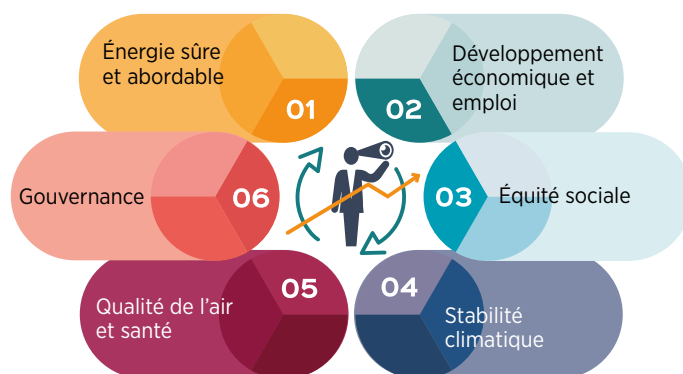 01
Énergie sûre
et abordable
02
Développement
économique et
emploi
03
Équité sociale
04
Stabilité
climatique
05
Qualité de l'air
et santé
06
Gouvernance